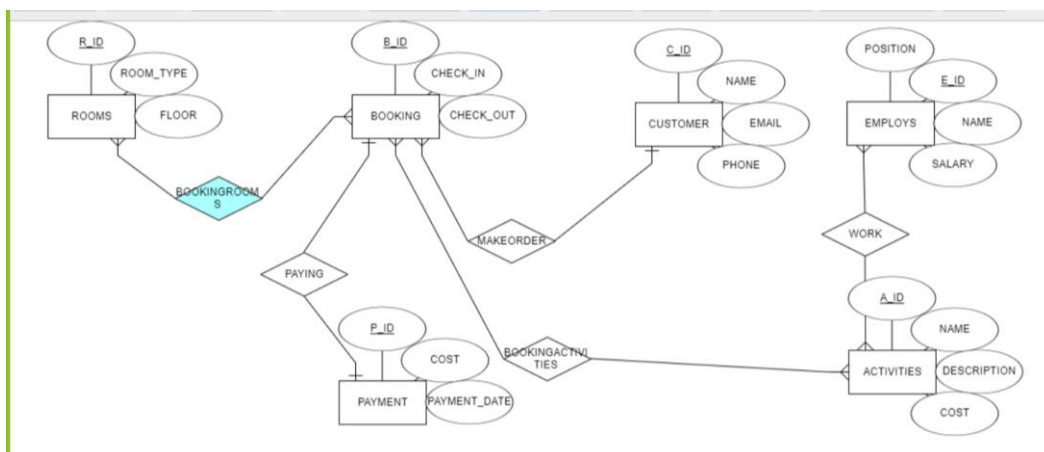 R_ID
ROOM_TYPE
ROOMS
FLOOR
BOOKINGROOM
S
B_ID
CHECK_IN
BOOKING
CHECK_OUT
C_ID
NAME
CUSTOMER
EMAIL
PHONE
POSITION
E_ID
EMPLOYS
NAME
SALARY
MAKEORDER
WORK
PAYING
P_ID
COST
PAYMENT
PAYMENT_DATE
BOOKINGACTIVI
TIES
A_ID
NAME
ACTIVITIES
DESCRIPTION
COST